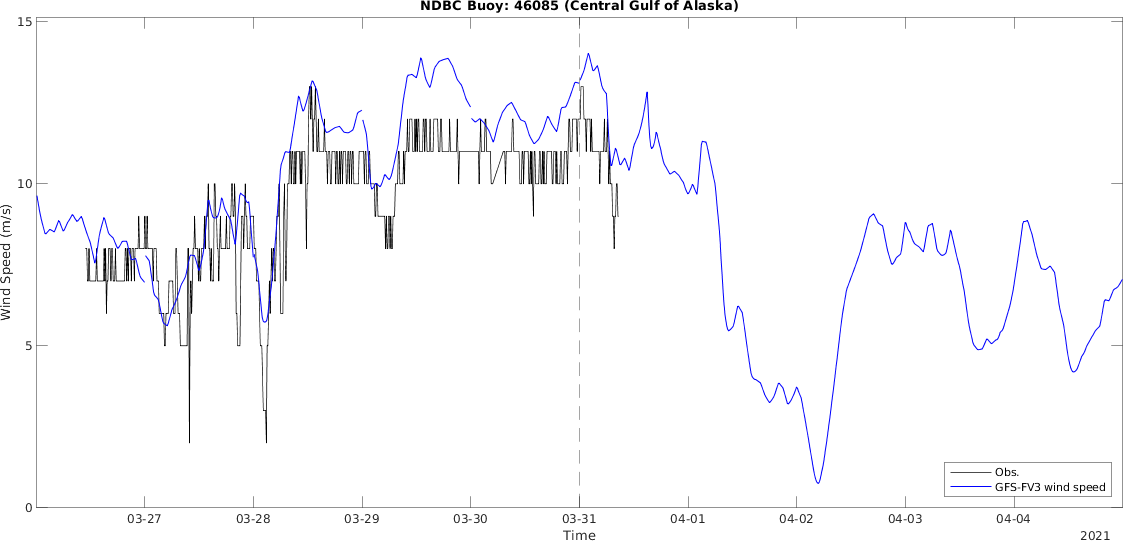 NDBC Buoy: 46085 (Central Gulf of Alaska)
15
10
5
0
Wind Speed (m/s)
03-27 03-28 03-29 03-30 03-31 04-01 04-02 04-03 04-04
Time
2021
Obs.
GFS-FV3 wind speed